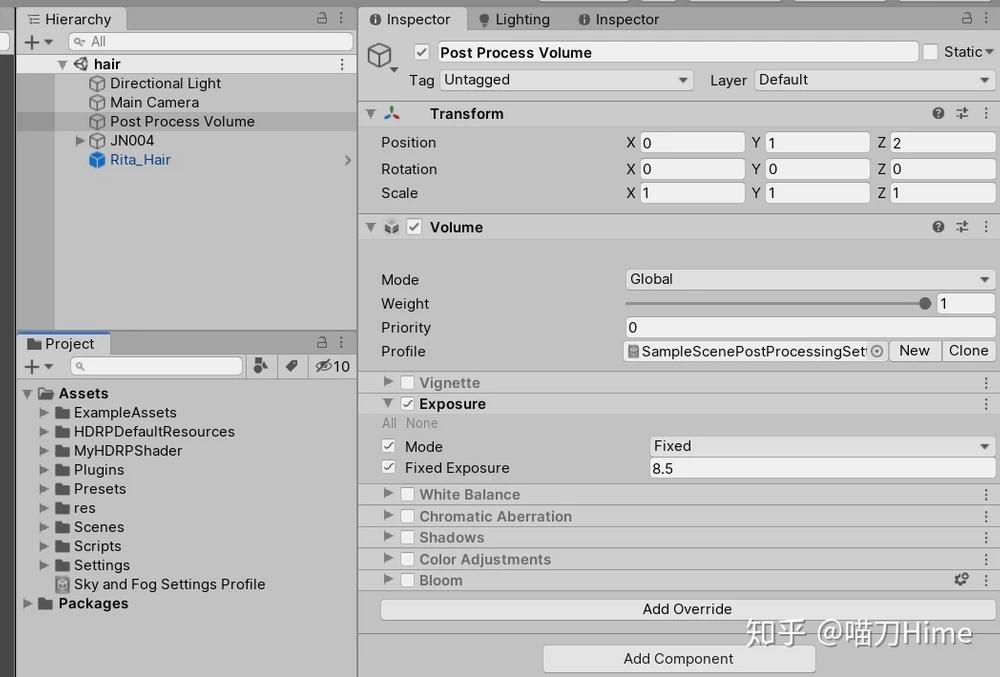 Hierarchy
All
hair
Directional Light
Main Camera
Post Process Volume
JN004
Rita_Hair
Project
10
Assets
ExampleAssets
HDRPDefaultResources
MyHDRPShader
Plugins
Presets
res
Scenes
Scripts
Settings
Sky and Fog Settings Profile
Packages
Inspector Lighting Inspector
Post Process Volume Static
Tag Untagged Layer Default
Transform
Position X 0 Y 1 Z 2
Rotation X 0 Y 0 Z 0
Scale X 1 Y 1 Z 1
Volume
Mode Global
Weight 1
Priority 0
Profile SampleScenePostProcessingSett New Clone
Vignette
Exposure
All None
Mode Fixed
Fixed Exposure 8.5
White Balance
Chromatic Aberration
Shadows
Color Adjustments
Bloom
Add Override
Add Component
知乎 @喵刀Hime